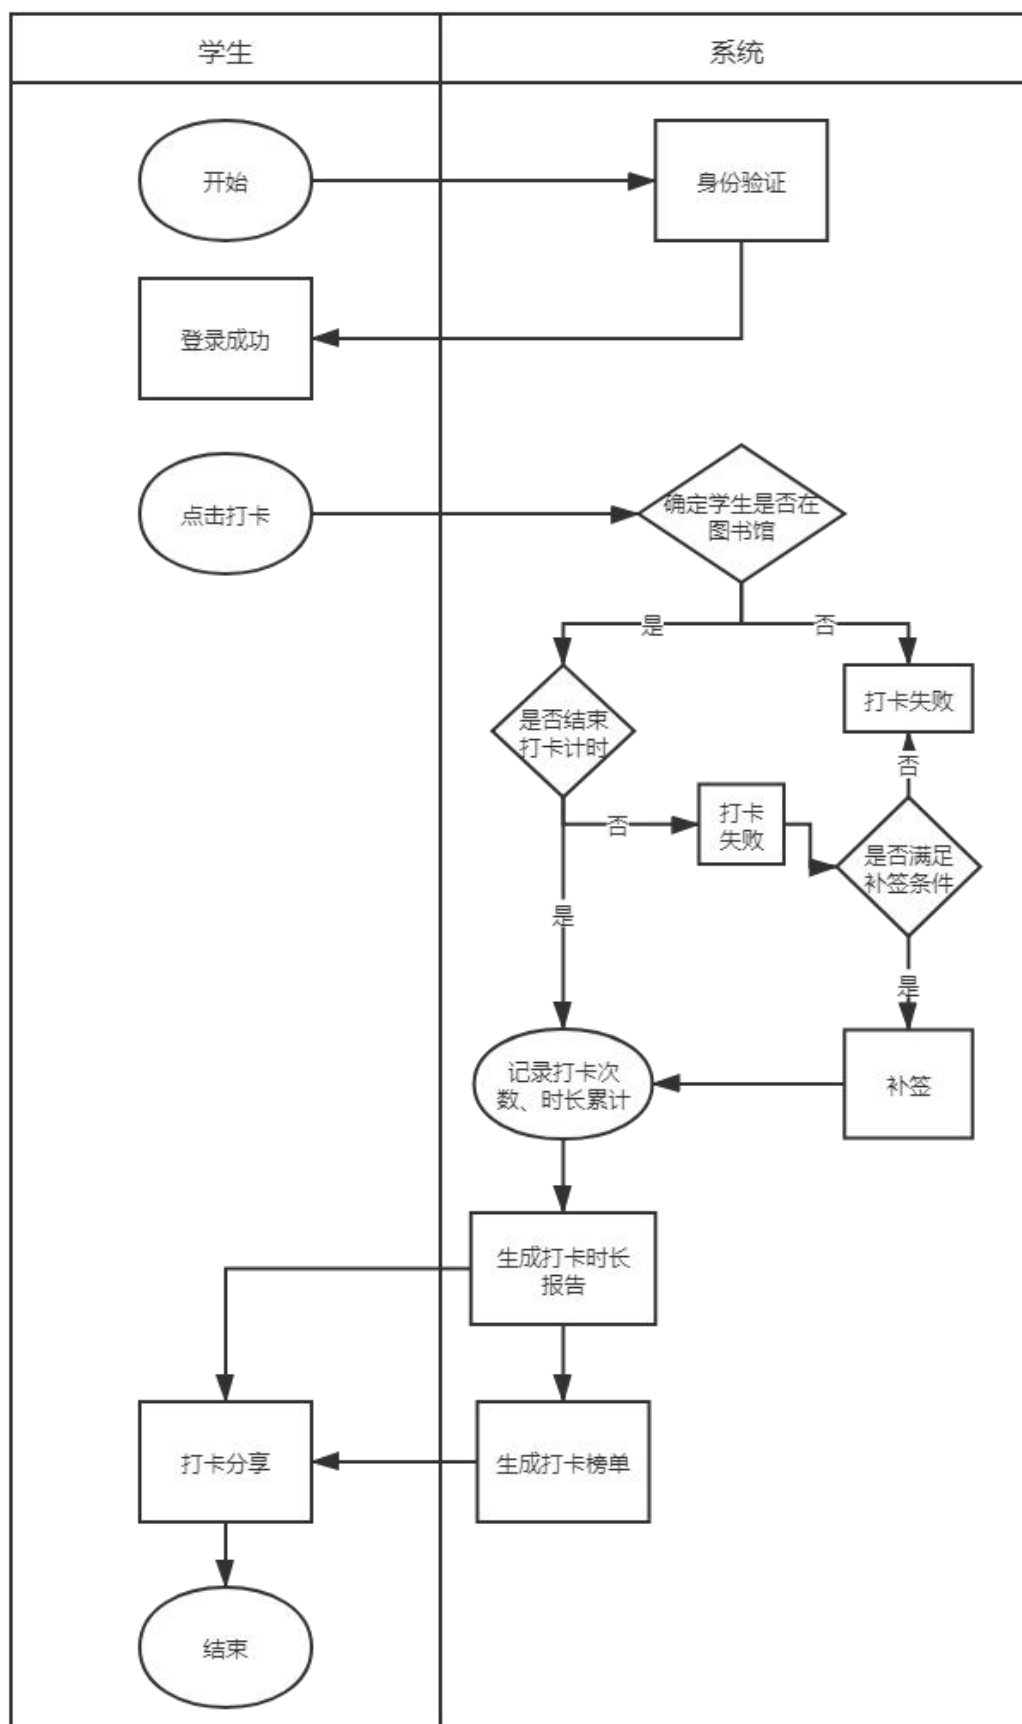 学生
系统
开始
身份验证
登录成功
点击打卡
确定学生是否在
图书馆
是
否
是否结束
打卡计时
打卡失败
否
否
打卡
失败
是否满足
补签条件
是
是
记录打卡次
数、时长累计
补签
生成打卡时长
报告
打卡分享
生成打卡榜单
结束